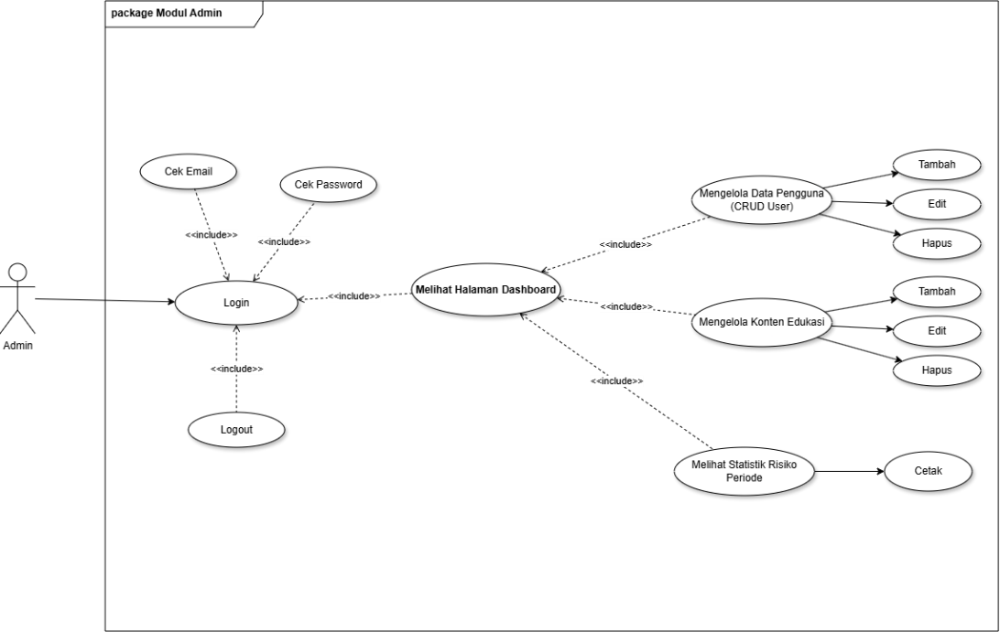 package Modul Admin
Cek Email
Cek Password
<<include>>
<<include>>
Login
Admin
<<include>>
Logout
<<include>>
Melihat Halaman Dashboard
<<include>>
Mengelola Data Pengguna
(CRUD User)
Tambah
Edit
Hapus
<<include>>
Mengelola Konten Edukasi
Tambah
Edit
Hapus
<<include>>
Melihat Statistik Risiko
Periode
Cetak